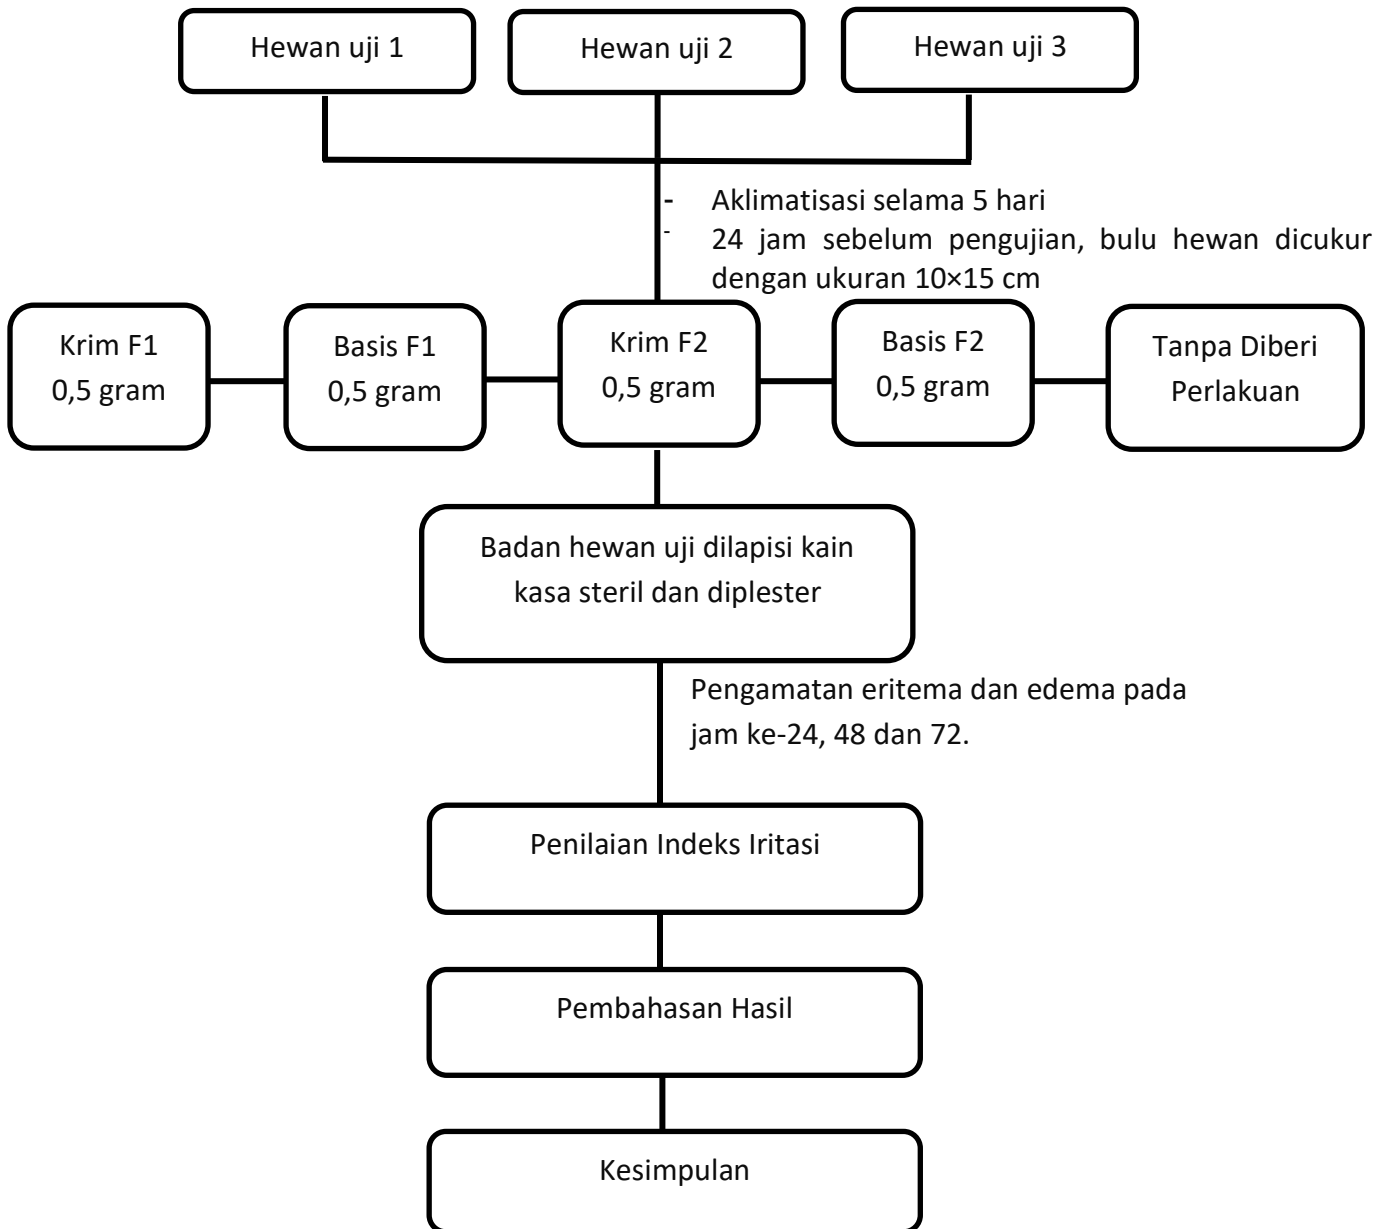 Hewan uji 1
Hewan uji 2
Hewan uji 3
- Aklimatisasi selama 5 hari
- 24 jam sebelum pengujian, bulu hewan dicukur
dengan ukuran 10×15 cm
Krim F1
0,5 gram
Basis F1
0,5 gram
Krim F2
0,5 gram
Basis F2
0,5 gram
Tanpa Diberi
Perlakuan
Badan hewan uji dilapisi kain
kasa steril dan diplester
Pengamatan eritema dan edema pada
jam ke-24, 48 dan 72.
Penilaian Indeks Iritasi
Pembahasan Hasil
Kesimpulan